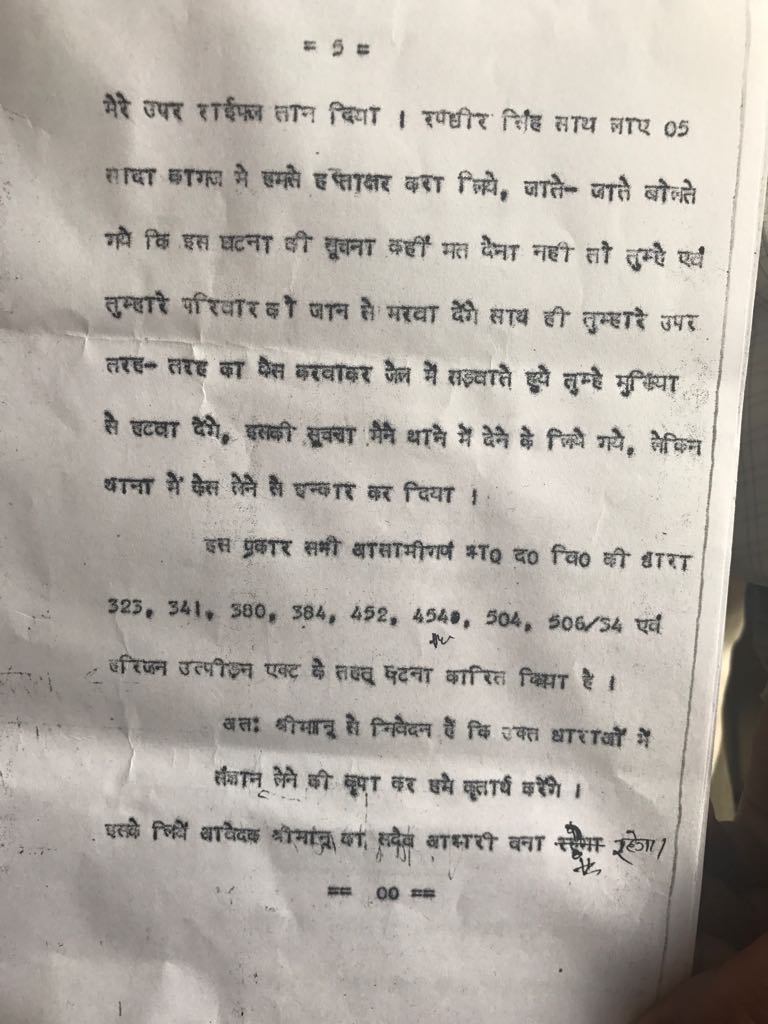 = 5 =
मेरे उपर राईफल तान दिया । रणधीर सिंह साथ लाए 05
सादा कागज मे हमसे हस्ताक्षर करा लिये, जाते- जाते बोलते
गये कि इस घटना की सूचना कहीं मत देना नही तो तुम्हे एवं
तुम्हारे परिवार को जान से मरवा देंगे साथ ही तुम्हारे उपर
तरह- तरह का केस करवाकर जेल में सड़वाते हुये तुम्हे मुखिया
से हटवा देंगे, इसकी सूचना मैने थाने में देने के लिये गये, लेकिन
थाना में केस लेने से इन्कार कर दिया ।
इस प्रकार सभी आसामीगण भा0 द0 वि0 की धारा
323, 341, 380, 384, 452, 454, 504, 506/34 एवं
हरिजन उत्पीड़न एक्ट के तहत् घटना कारित किया है ।
अतः श्रीमान् से निवेदन है कि उक्त धाराओं में
संज्ञान लेने की कृपा कर हमे कृतार्थ करेंगे ।
इसके लिये आवेदक श्रीमान् का सदैव आभारी बना रहेगा।
== 00 ==